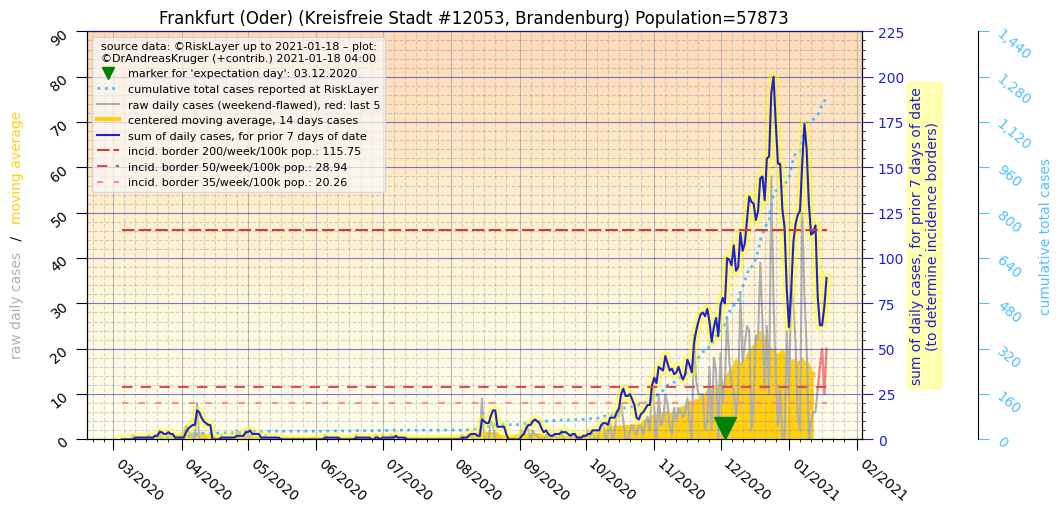 Frankfurt (Oder) (Kreisfreie Stadt #12053, Brandenburg) Population=57873
source data: ©RiskLayer up to 2021-01-18 – plot:
©DrAndreasKruger (+contrib.) 2021-01-18 04:00
marker for 'expectation day': 03.12.2020
cumulative total cases reported at RiskLayer
raw daily cases (weekend-flawed), red: last 5
centered moving average, 14 days cases
sum of daily cases, for prior 7 days of date
incid. border 200/week/100k pop.: 115.75
incid. border 50/week/100k pop.: 28.94
incid. border 35/week/100k pop.: 20.26
raw daily cases / moving average
90
80
70
60
50
40
30
20
10
0
225
200
175
150
125
100
75
50
25
0
sum of daily cases, for prior 7 days of date
(to determine incidence borders)
1,440
1,280
1,120
960
800
640
480
320
160
0
cumulative total cases
03/2020
04/2020
05/2020
06/2020
07/2020
08/2020
09/2020
10/2020
11/2020
12/2020
01/2021
02/2021